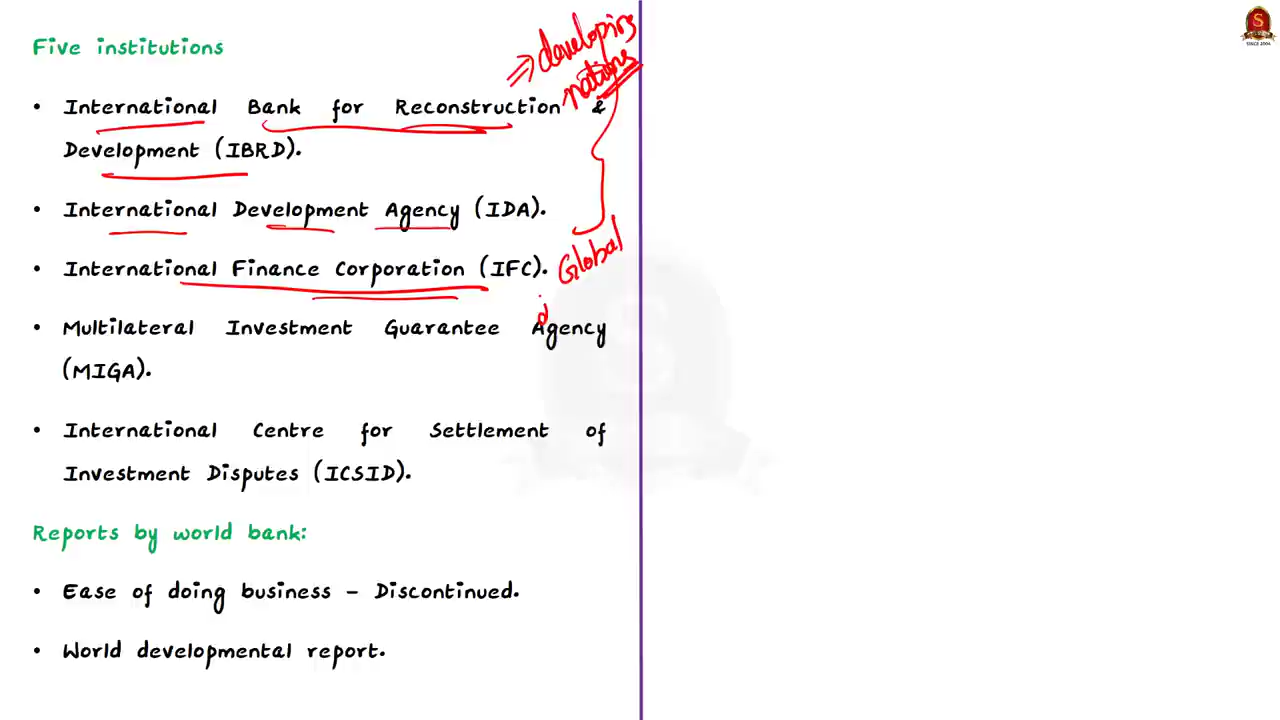 Five institutions
developing
nations
• International Bank for Reconstruction &
Development (IBRD).
• International Development Agency (IDA).
• International Finance Corporation (IFC).
Global
• Multilateral Investment Guarantee Agency
(MIGA).
• International Centre for Settlement of
Investment Disputes (ICSID).
Reports by world bank:
• Ease of doing business – Discontinued.
• World developmental report.
S
SINCE 2004